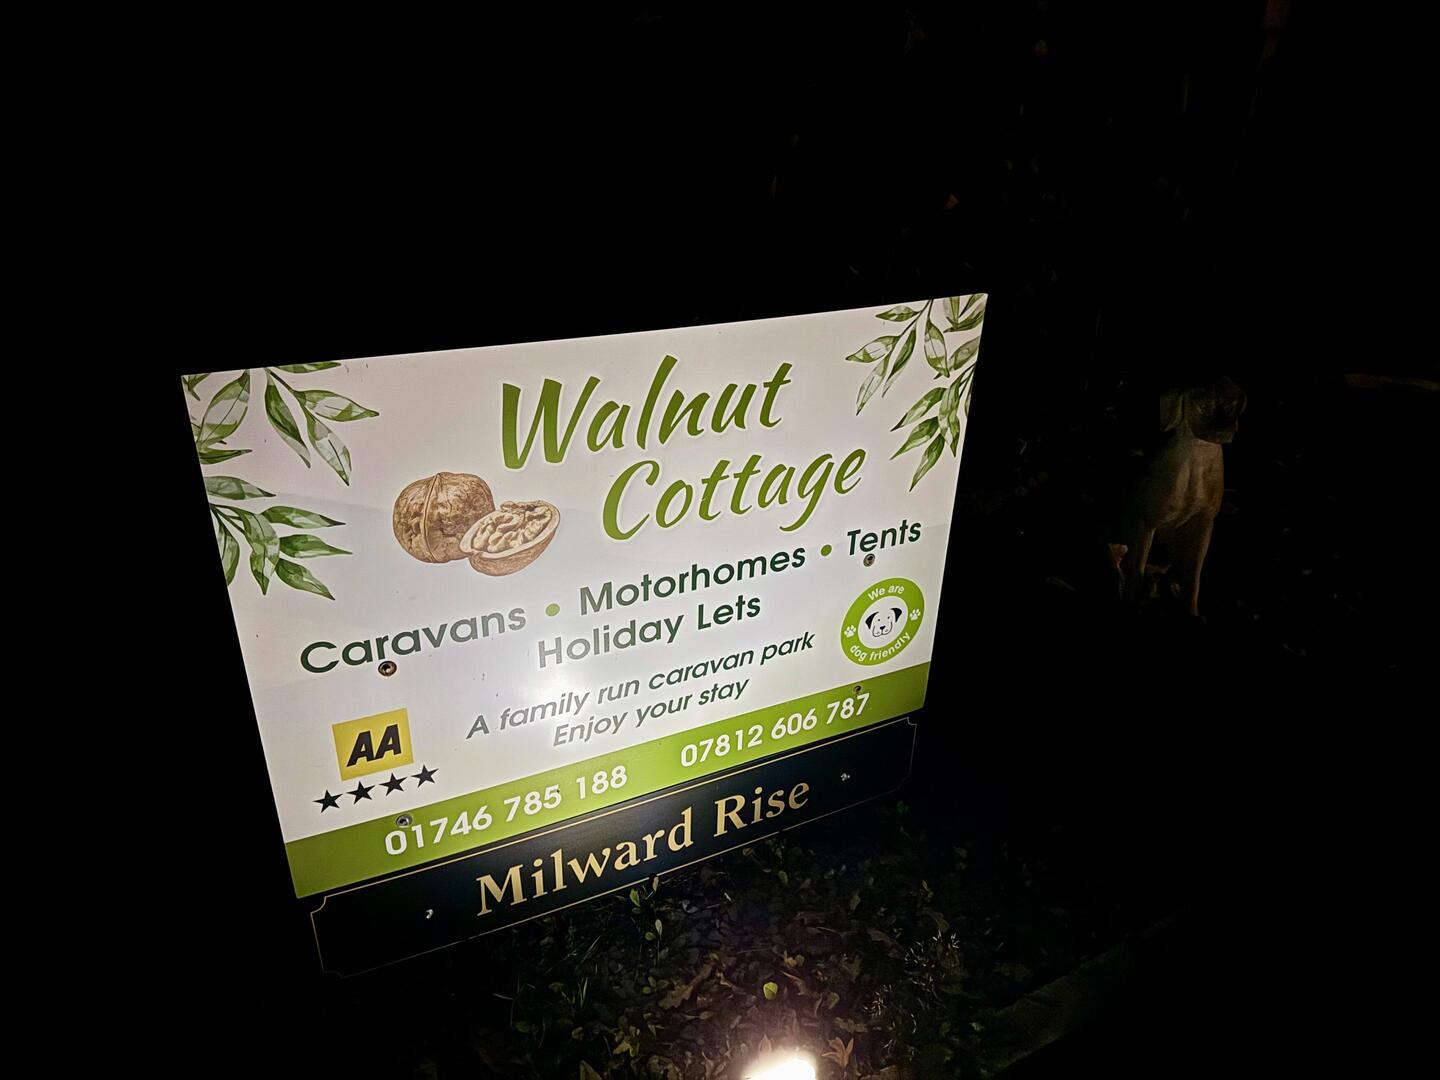 Walnut
Cottage
Caravans • Motorhomes • Tents
Holiday Lets
A family run caravan park
Enjoy your stay
We are
dog friendly
AA
01746 785 188 07812 606 787
Milward Rise